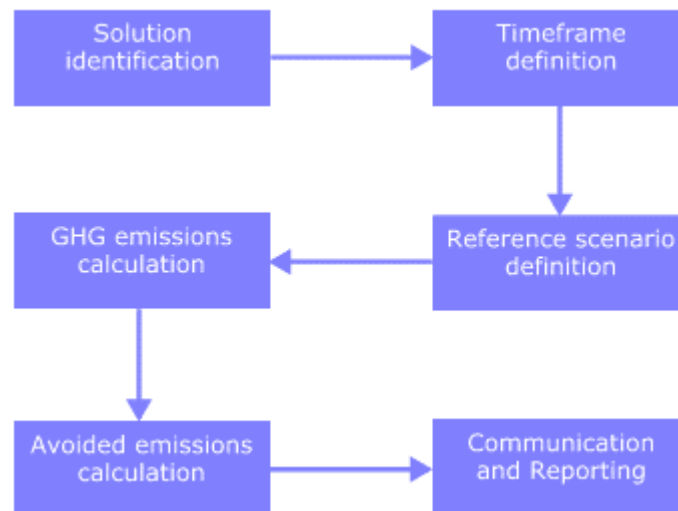 Solution
identification
Timeframe
definition
Reference scenario
definition
GHG emissions
calculation
Avoided emissions
calculation
Communication
and Reporting